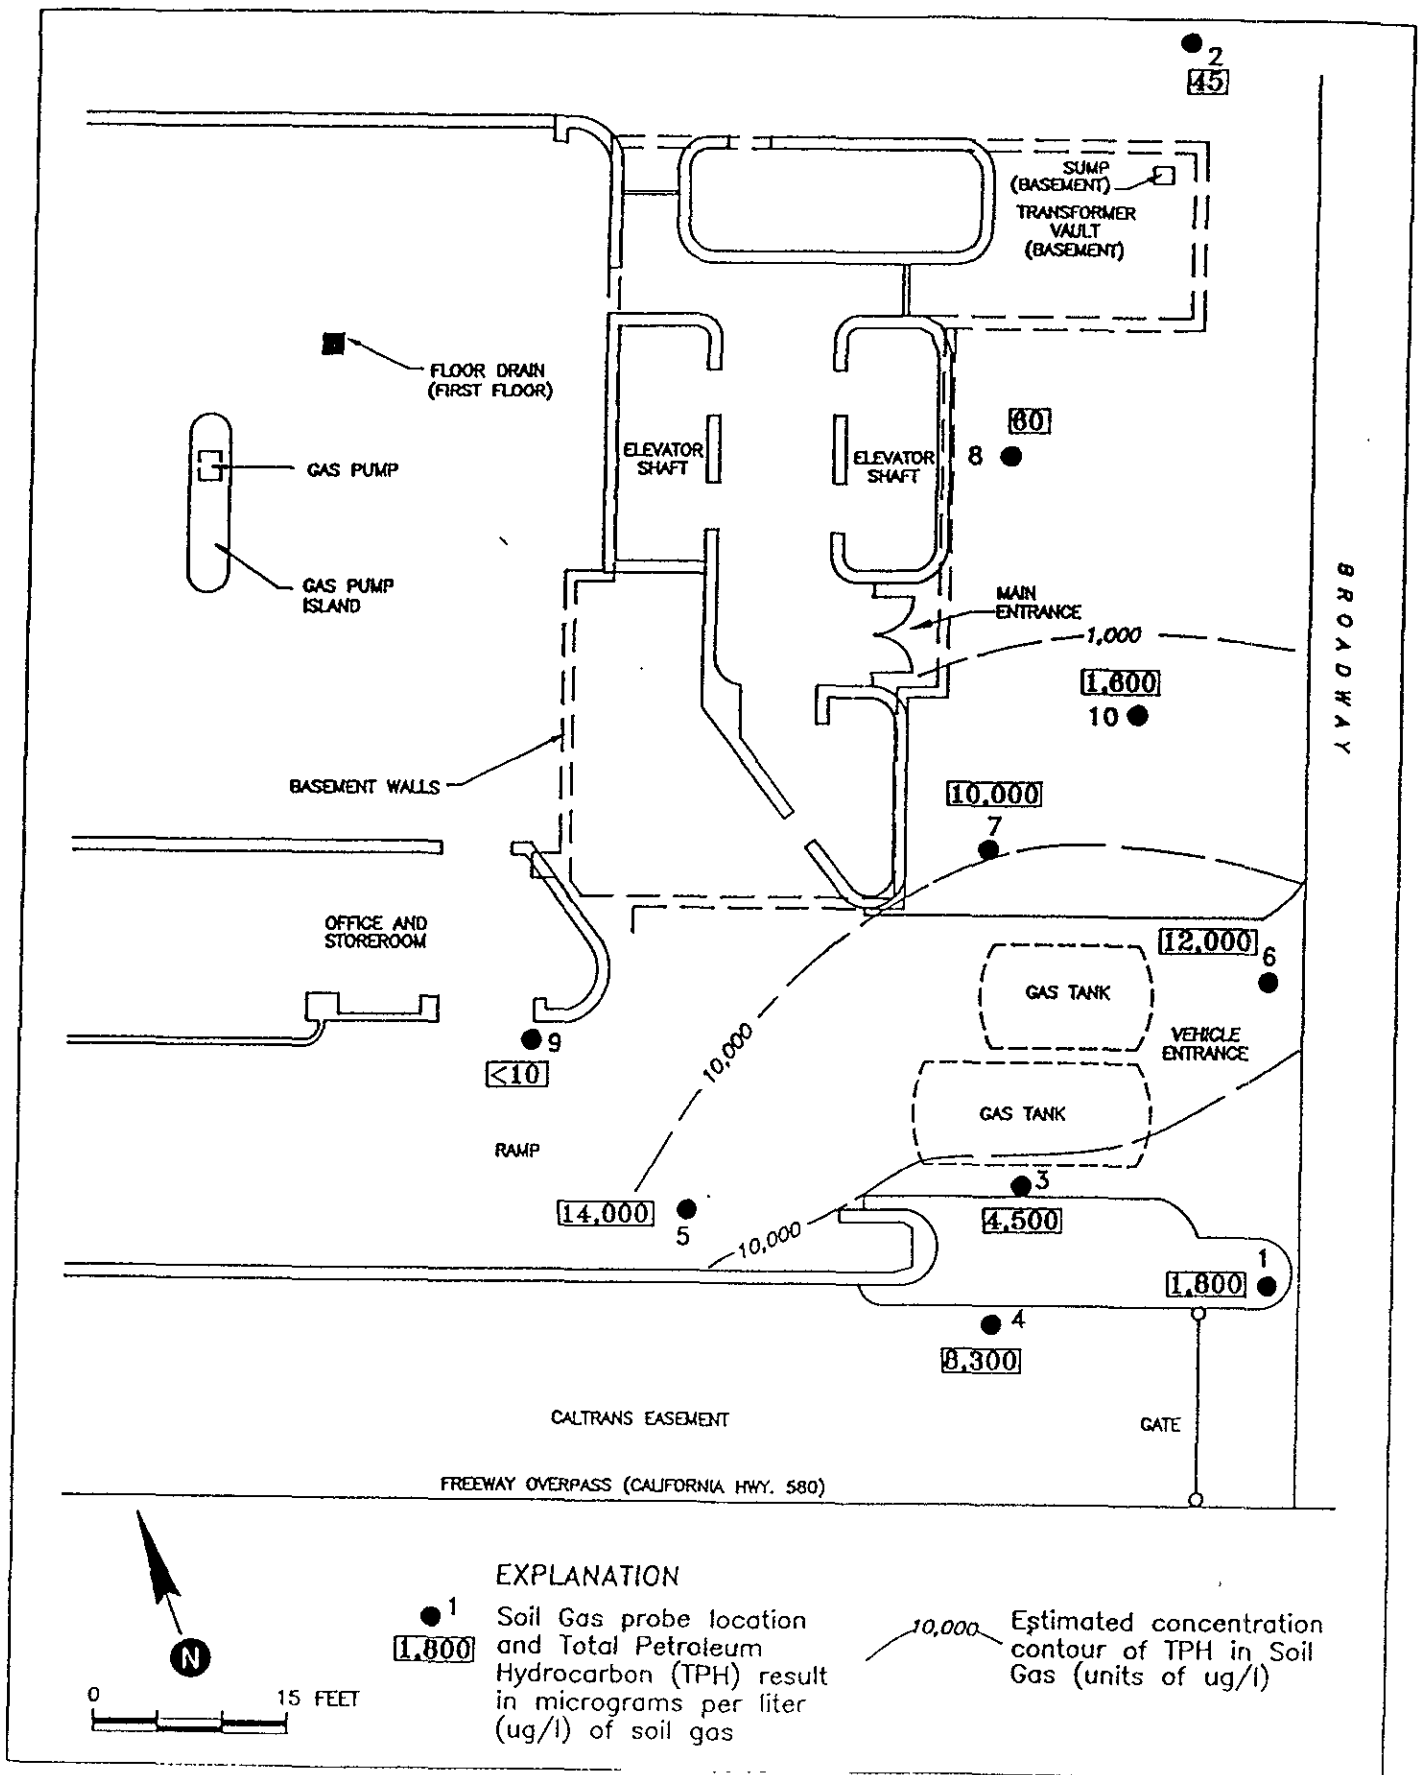 2
45
SUMP
(BASEMENT)
TRANSFORMER
VAULT
(BASEMENT)
FLOOR DRAIN
(FIRST FLOOR)
60
8
ELEVATOR
SHAFT
ELEVATOR
SHAFT
GAS PUMP
GAS PUMP
ISLAND
MAIN
ENTRANCE
BROADWAY
1,000
1,600
10
BASEMENT WALLS
10,000
7
OFFICE AND
STOREROOM
12,000
6
GAS TANK
VEHICLE
ENTRANCE
9
<10
10,000
GAS TANK
RAMP
3
14,000
5
4,500
10,000
1
1,800
4
8,300
CALTRANS EASEMENT
GATE
FREEWAY OVERPASS (CALIFORNIA HWY. 580)
N
0 15 FEET
EXPLANATION
1
1,800
Soil Gas probe location
and Total Petroleum
Hydrocarbon (TPH) result
in micrograms per liter
(ug/l) of soil gas
10,000
Estimated concentration
contour of TPH in Soil
Gas (units of ug/l)